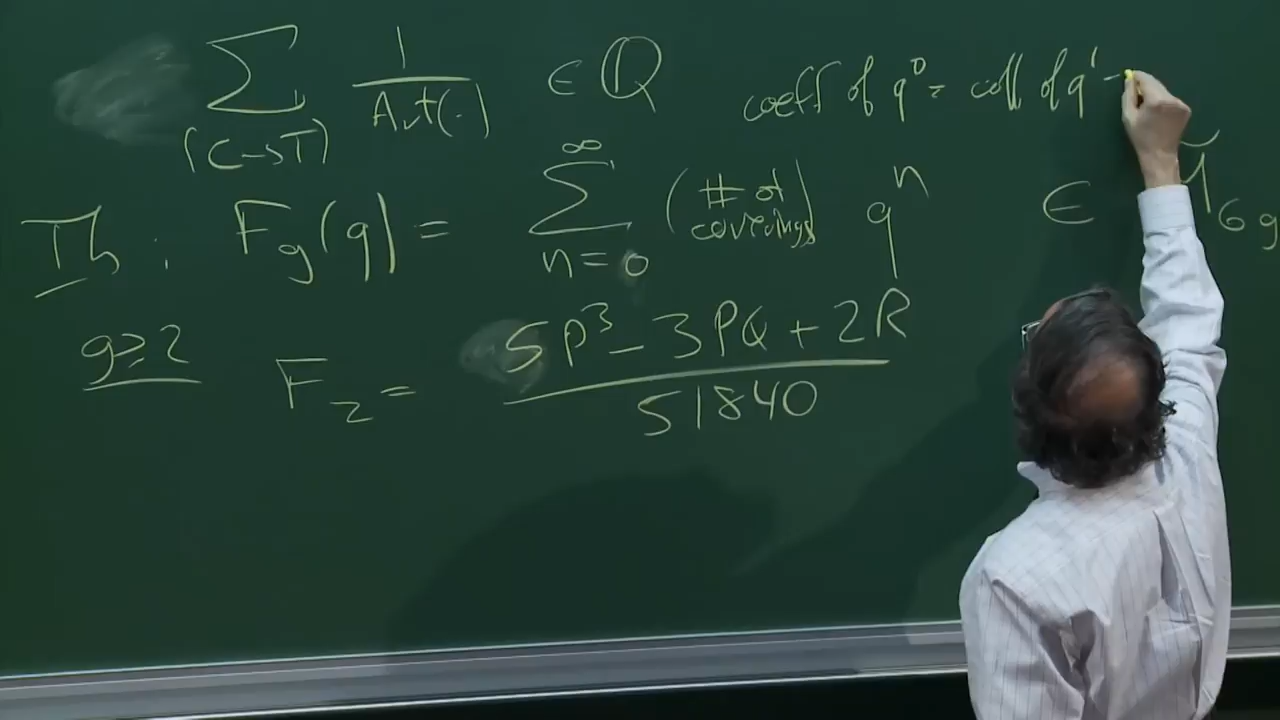 ∑ 1/Aut(·) ∈ ℚ
(C→T)
coeff of q⁰ = coeff of q¹
Th: F_g(q) = ∑_{n=0}^{∞} (# of coverings) qⁿ ∈ M̃_{6g
g≥2
F_2 = (5P³ − 3PQ + 2R)/51840